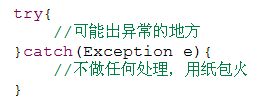 try{
//可能出异常的地方
}catch(Exception e){
//不做任何处理，用纸包火
}